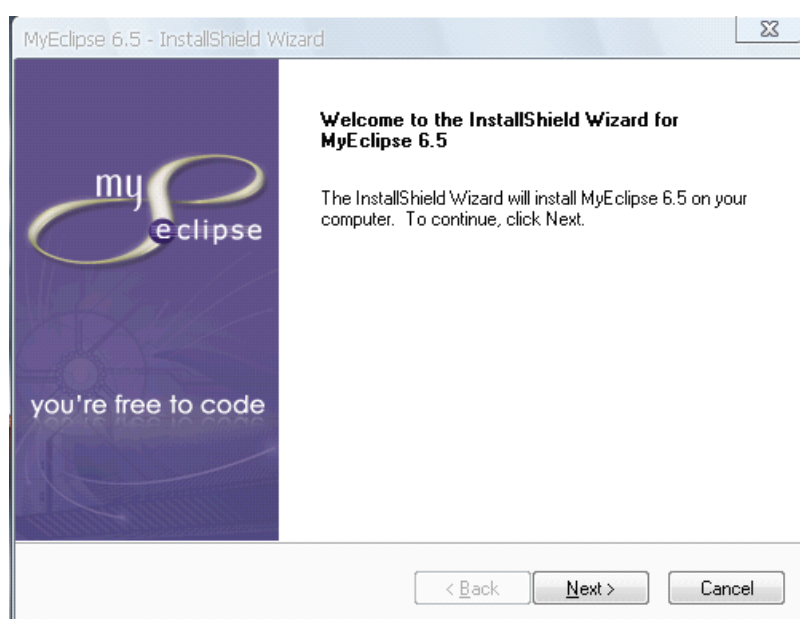 MyEclipse 6.5 - InstallShield Wizard
Welcome to the InstallShield Wizard for
MyEclipse 6.5
The InstallShield Wizard will install MyEclipse 6.5 on your
computer. To continue, click Next.
my
eclipse
you're free to code
< Back
Next >
Cancel